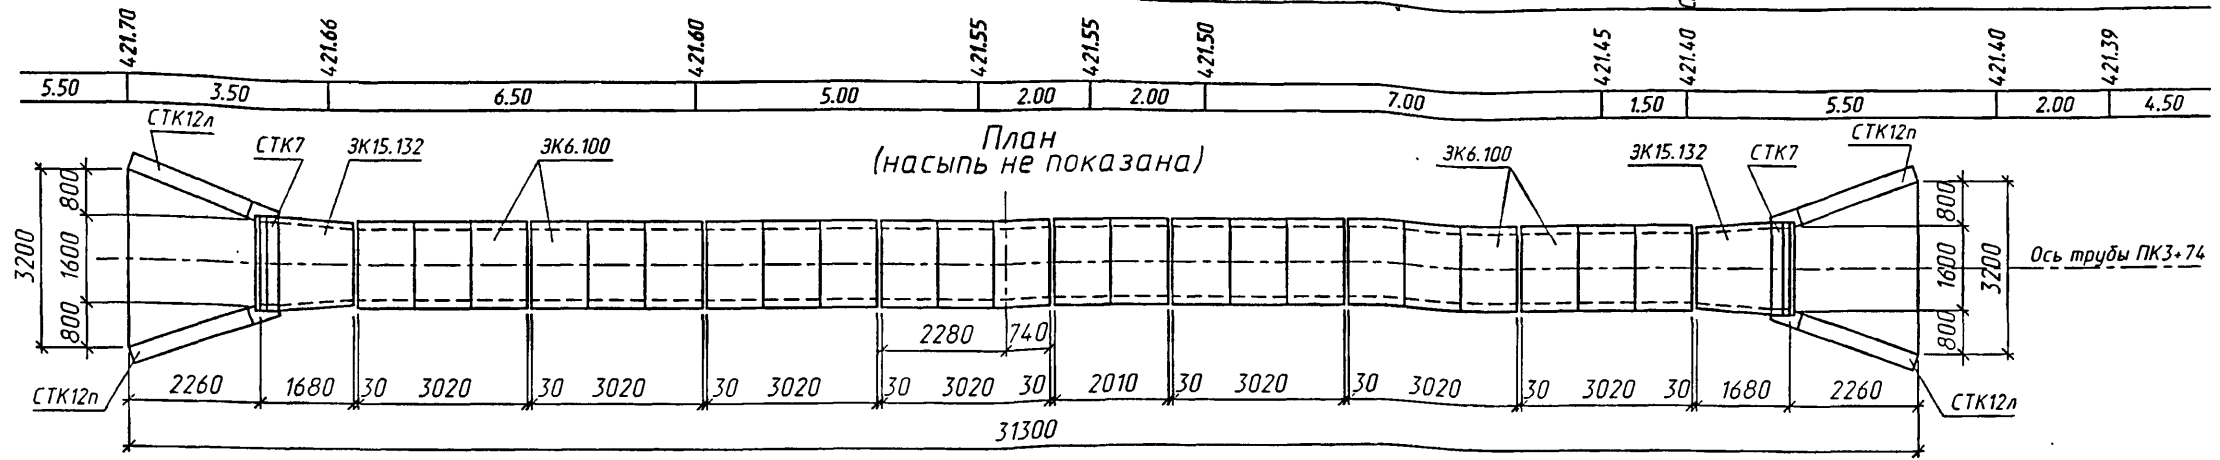 421.70 421.66 421.60 421.55 421.55 421.50 421.45 421.40 421.40 421.39
5.50 3.50 6.50 5.00 2.00 2.00 7.00 1.50 5.50 2.00 4.50
План
(насыпь не показана)
СТК12л СТК7 ЗК15.132 ЗК6.100 ЗК6.100 ЗК15.132 СТК7 СТК12п
3200 800 1600 800
800 1600 800 3200
Ось трубы ПК3+74
2280 740
СТК12п 2260 1680 30 3020 30 3020 30 3020 30 3020 30 2010 30 3020 30 3020 30 3020 30 1680 2260 СТК12л
31300